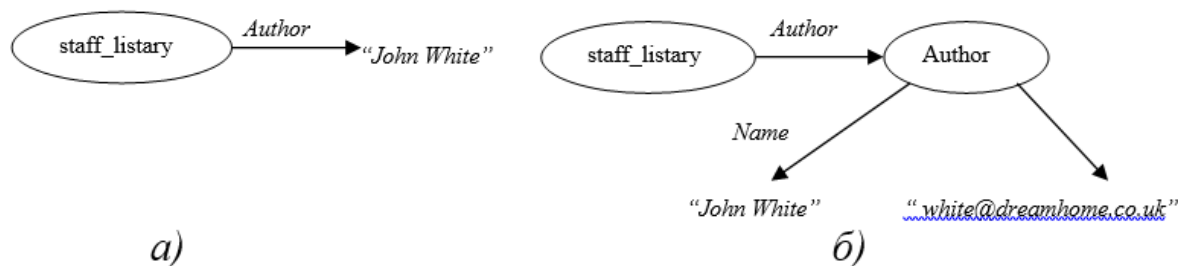 staff_listary
Author
“John White”
а)
staff_listary
Author
Author
Name
“John White”
“ white@dreamhome.co.uk”
б)